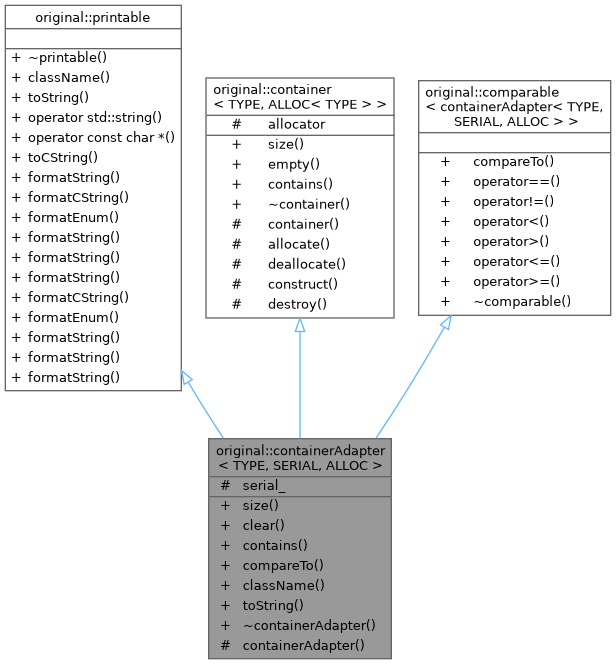 original::printable
+ ~printable()
+ className()
+ toString()
+ operator std::string()
+ operator const char *()
+ toCString()
+ formatString()
+ formatCString()
+ formatEnum()
+ formatString()
+ formatString()
+ formatString()
+ formatCString()
+ formatEnum()
+ formatString()
+ formatString()
+ formatString()
original::container
< TYPE, ALLOC< TYPE > >
# allocator
+ size()
+ empty()
+ contains()
+ ~container()
# container()
# allocate()
# deallocate()
# construct()
# destroy()
original::comparable
< containerAdapter< TYPE,
SERIAL, ALLOC > >
+ compareTo()
+ operator==()
+ operator!=()
+ operator<()
+ operator>()
+ operator<=()
+ operator>=()
+ ~comparable()
original::containerAdapter
< TYPE, SERIAL, ALLOC >
# serial_
+ size()
+ clear()
+ contains()
+ compareTo()
+ className()
+ toString()
+ ~containerAdapter()
# containerAdapter()